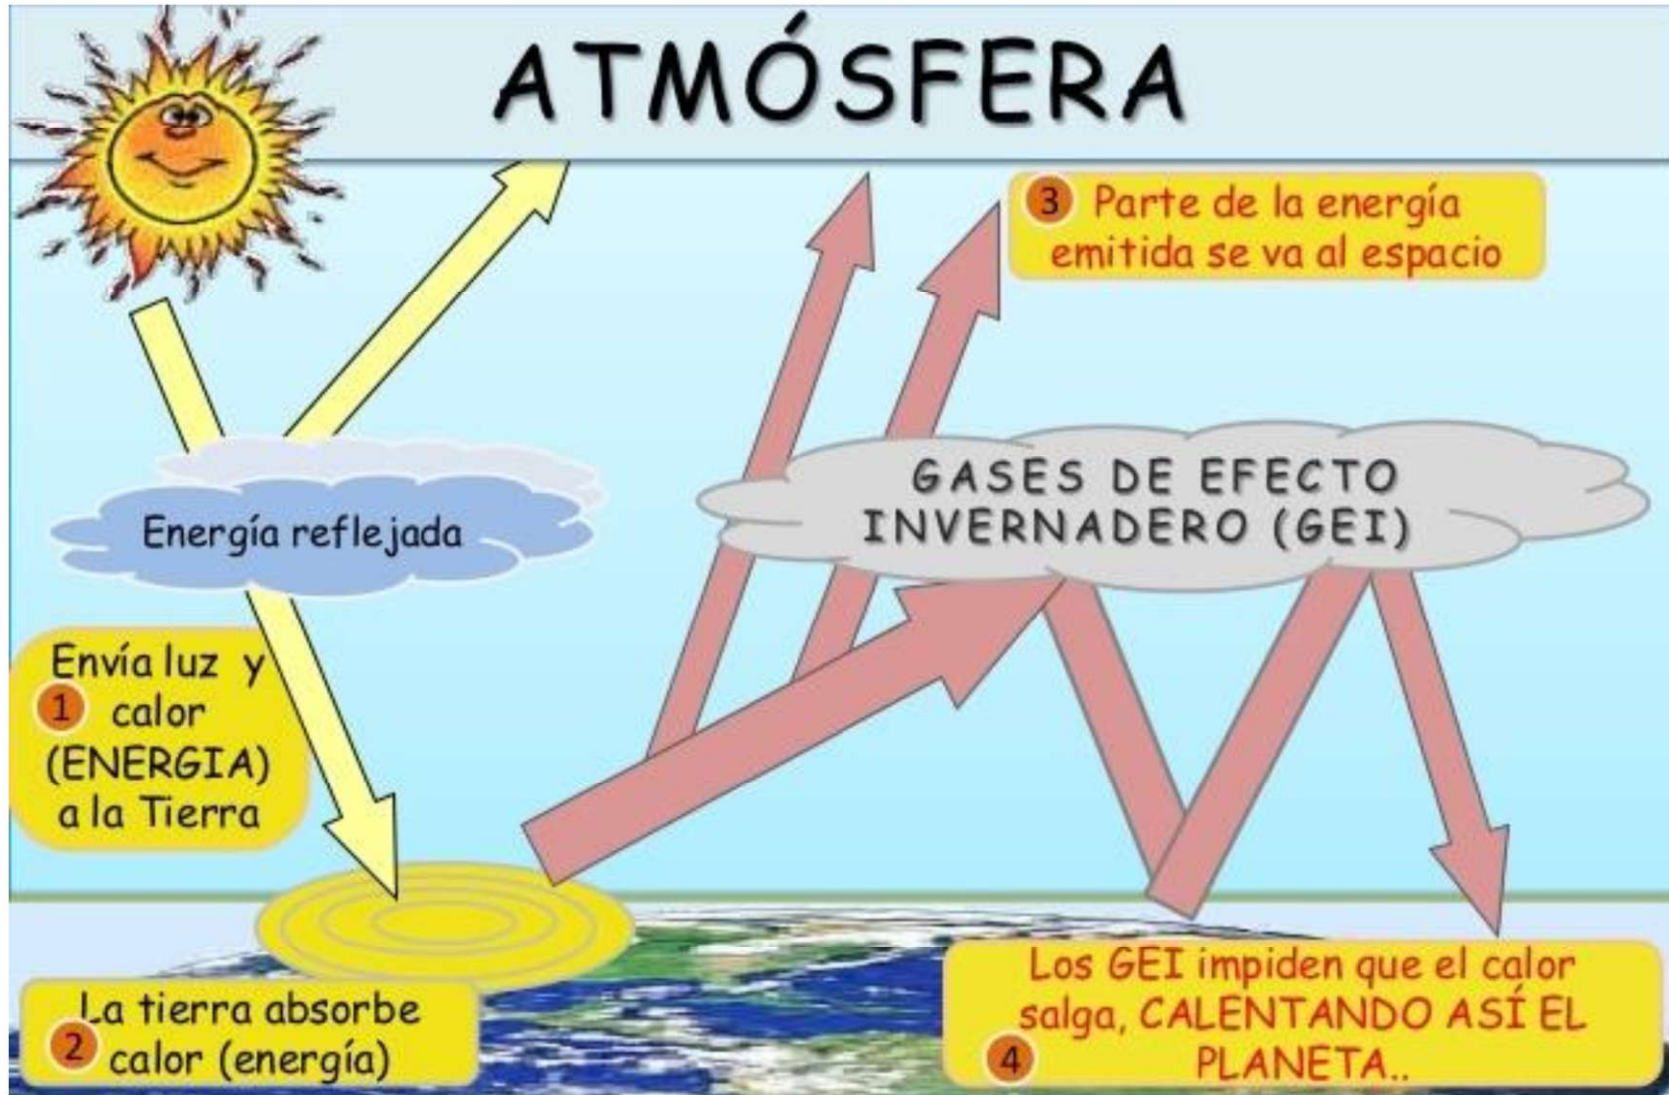 ATMÓSFERA
3 Parte de la energía
emitida se va al espacio
GASES DE EFECTO
INVERNADERO (GEI)
Energía reflejada
Envía luz y
1 calor
(ENERGIA)
a la Tierra
La tierra absorbe
2 calor (energía)
Los GEI impiden que el calor
salga, CALENTANDO ASÍ EL
4 PLANETA..